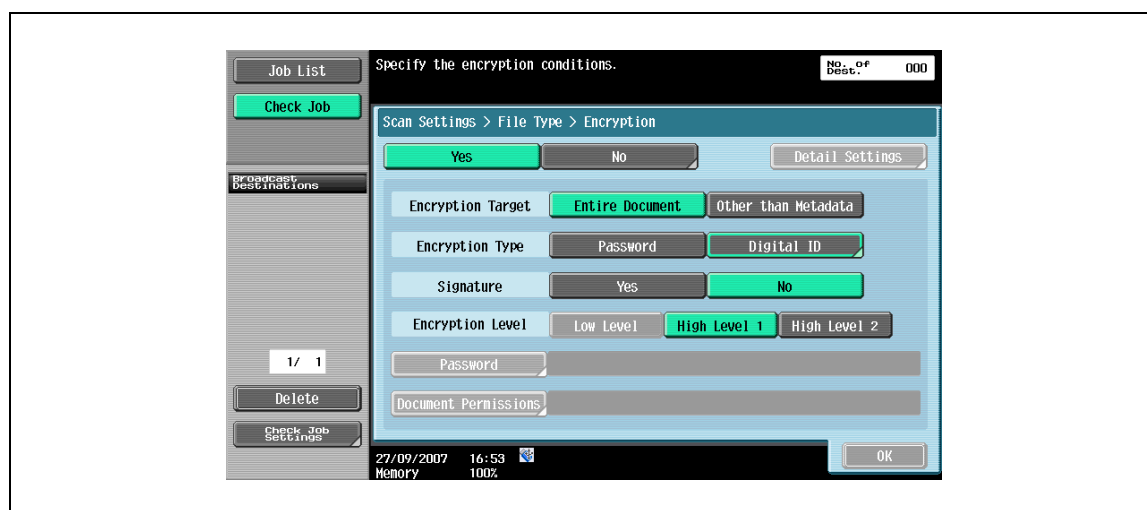 Job List
Check Job
Broadcast
Destinations
1/ 1
Delete
Check Job
Settings
Specify the encryption conditions.
No. of
Dest.
000
Scan Settings > File Type > Encryption
Yes No Detail Settings
Encryption Target Entire Document Other than Metadata
Encryption Type Password Digital ID
Signature Yes No
Encryption Level Low Level High Level 1 High Level 2
Password
Document Permissions
OK
27/09/2007 16:53
Memory 100%